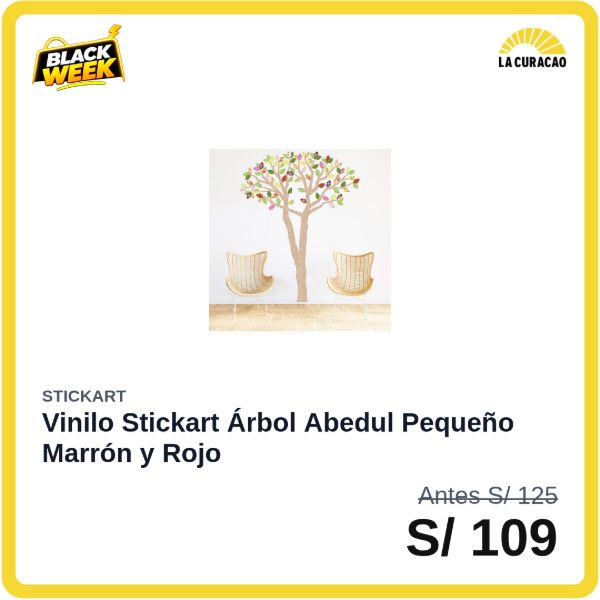 BLACK
WEEK
LA CURACAO
STICKART
Vinilo Stickart Árbol Abedul Pequeño
Marrón y Rojo
Antes S/ 125
S/ 109